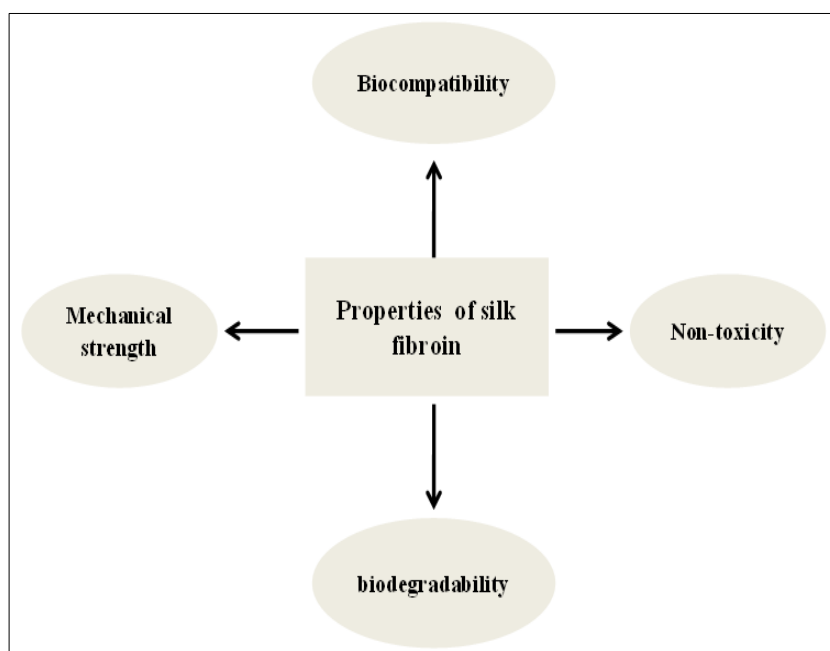 Biocompatibility
Mechanical
strength
Properties of silk
fibroin
Non-toxicity
biodegradability